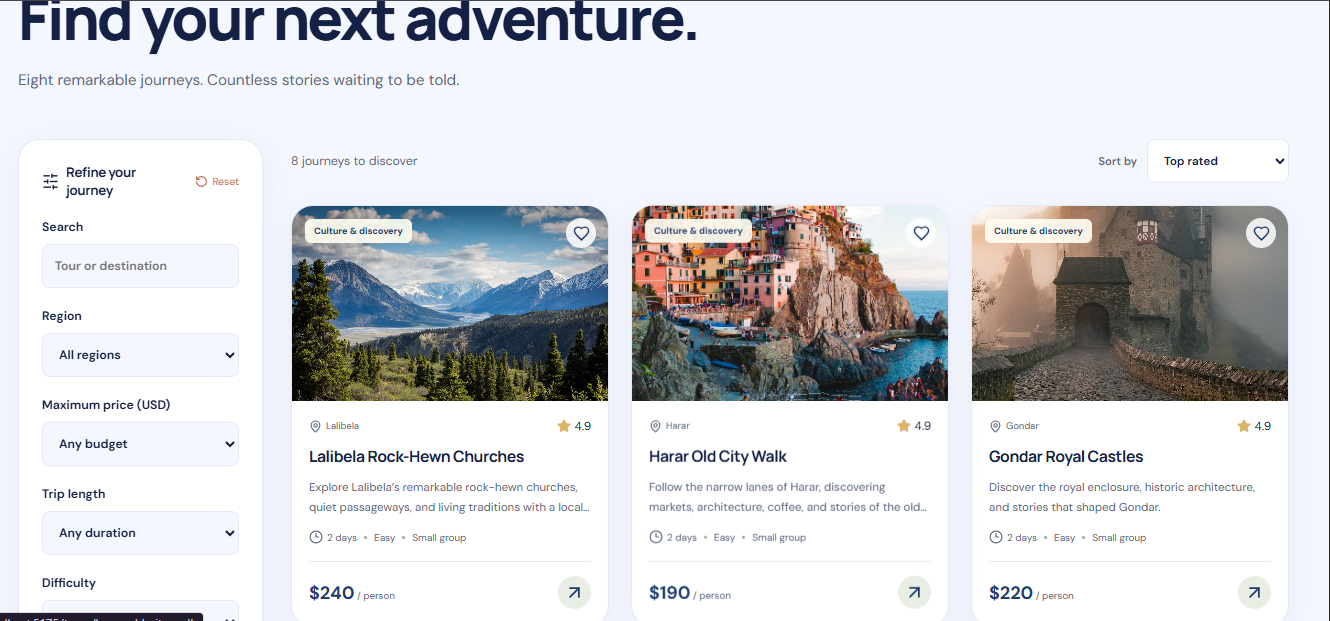 Find your next adventure.
Eight remarkable journeys. Countless stories waiting to be told.
Refine your
journey
Reset
Search
Tour or destination
Region
All regions
Maximum price (USD)
Any budget
Trip length
Any duration
Difficulty
8 journeys to discover
Sort by
Top rated
Culture & discovery
Lalibela
4.9
Lalibela Rock-Hewn Churches
Explore Lalibela's remarkable rock-hewn churches,
quiet passageways, and living traditions with a local...
2 days • Easy • Small group
$240 / person
Culture & discovery
Harar
4.9
Harar Old City Walk
Follow the narrow lanes of Harar, discovering
markets, architecture, coffee, and stories of the old...
2 days • Easy • Small group
$190 / person
Culture & discovery
Gondar
4.9
Gondar Royal Castles
Discover the royal enclosure, historic architecture,
and stories that shaped Gondar.
2 days • Easy • Small group
$220 / person